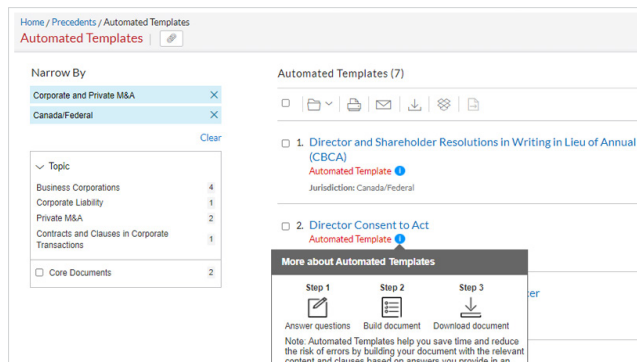 Home / Precedents / Automated Templates
Automated Templates
Narrow By
Corporate and Private M&A
Canada/Federal
Clear
Topic
Business Corporations 4
Corporate Liability 1
Private M&A 2
Contracts and Clauses in Corporate
Transactions 1
Core Documents 2
Automated Templates (7)
1. Director and Shareholder Resolutions in Writing in Lieu of Annual
(CBCA)
Automated Template
Jurisdiction: Canada/Federal
2. Director Consent to Act
Automated Template
More about Automated Templates
Step 1 Step 2 Step 3
Answer questions Build document Download document
Note: Automated Templates help you save time and reduce
the risk of errors by building your document with the relevant
content and clauses based on answers you provide in an